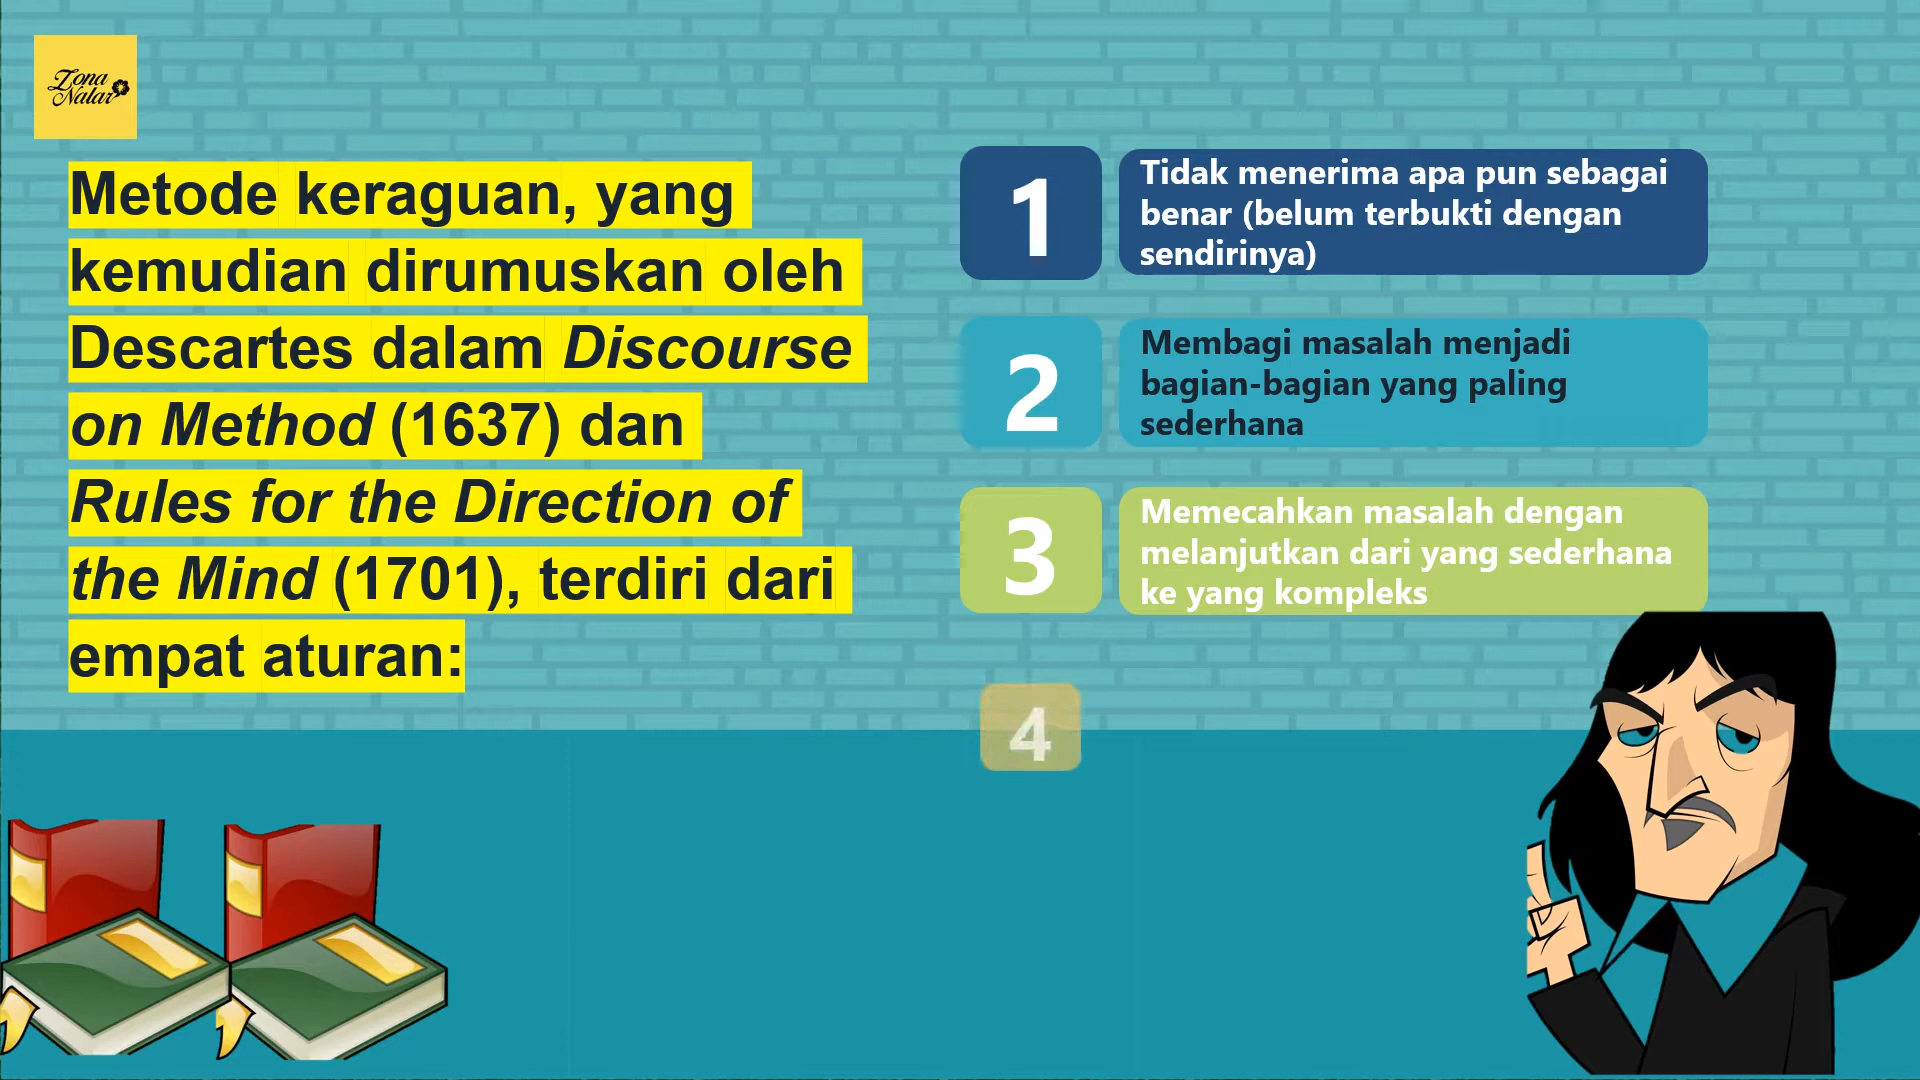 Zona
Natar
Metode keraguan, yang
kemudian dirumuskan oleh
Descartes dalam Discourse
on Method (1637) dan
Rules for the Direction of
the Mind (1701), terdiri dari
empat aturan:
1
Tidak menerima apa pun sebagai
benar (belum terbukti dengan
sendirinya)
2
Membagi masalah menjadi
bagian-bagian yang paling
sederhana
3
Memecahkan masalah dengan
melanjutkan dari yang sederhana
ke yang kompleks
4